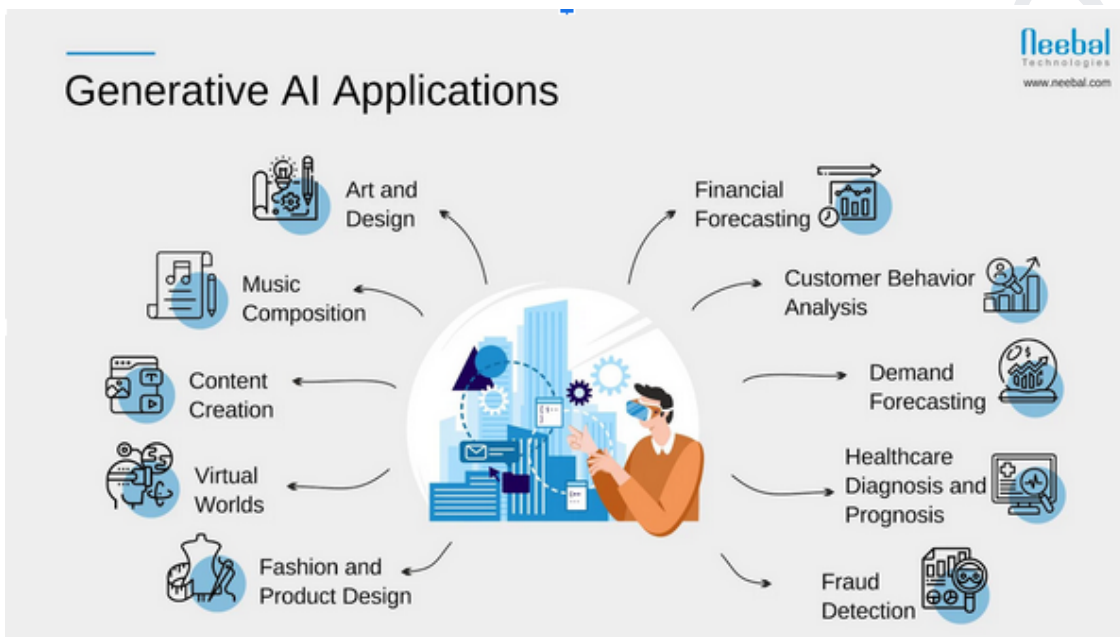 Neebal
Technologies
www.neebal.com
Generative AI Applications
Art and
Design
Music
Composition
Content
Creation
Virtual
Worlds
Fashion and
Product Design
Financial
Forecasting
Customer Behavior
Analysis
Demand
Forecasting
Healthcare
Diagnosis and
Prognosis
Fraud
Detection